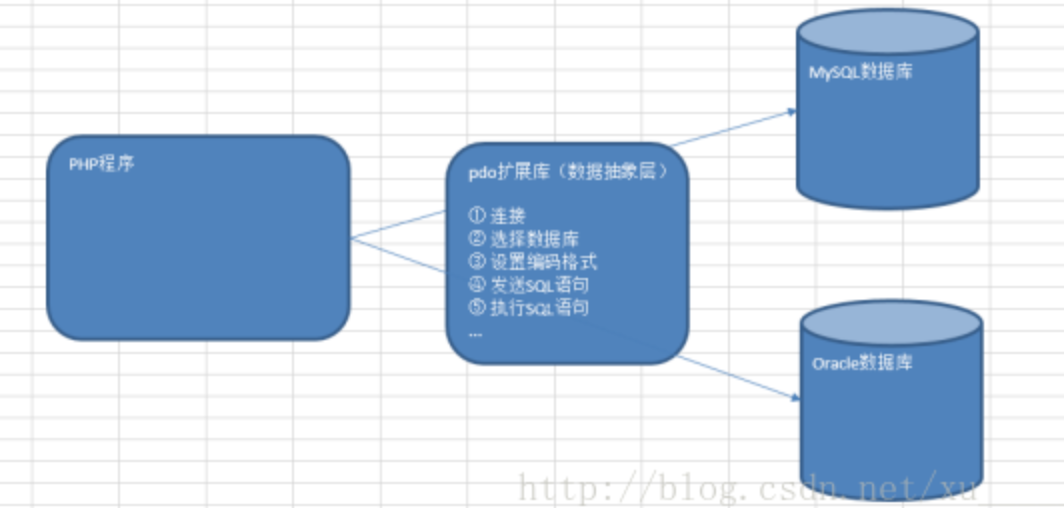 PHP程序
pdo扩展库（数据抽象层）
① 连接
② 选择数据库
③ 设置编码格式
④ 发送SQL语句
⑤ 执行SQL语句
...
MySQL数据库
Oracle数据库
http://blog.csdn.net/xu